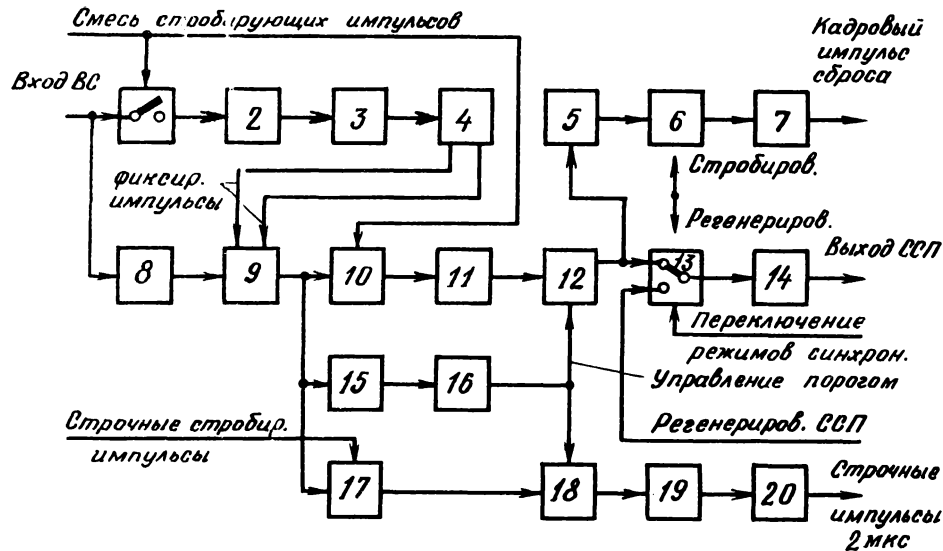 Смесь стробирующих импульсов
Кадровый
импульс
сброса
Вход ВС
2
3
4
5
6
7
Фиксир.
импульсы
Стробиров.
Регенериров.
Выход ССП
8
9
10
11
12
13
14
Переключение
режимов синхрон.
Управление порогом
15
16
Строчные стробир.
импульсы
Регенериров. ССП
17
18
19
20
Строчные
импульсы
2 мкс